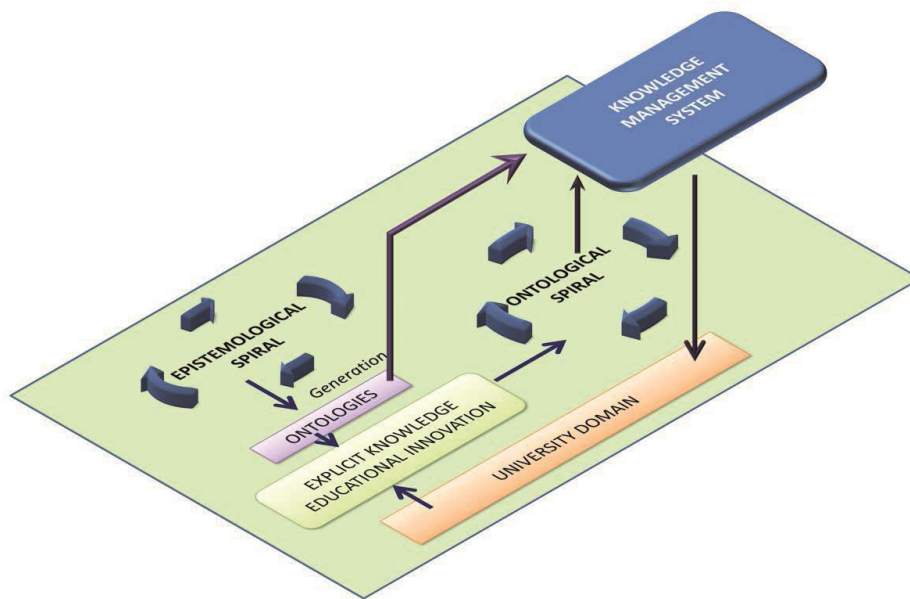 KNOWLEDGE
MANAGEMENT
SYSTEM
ONTOLOGICAL
SPIRAL
EPISTEMOLOGICAL
SPIRAL
Generation
ONTOLOGIES
EXPLICIT KNOWLEDGE
EDUCATIONAL INNOVATION
UNIVERSITY DOMAIN